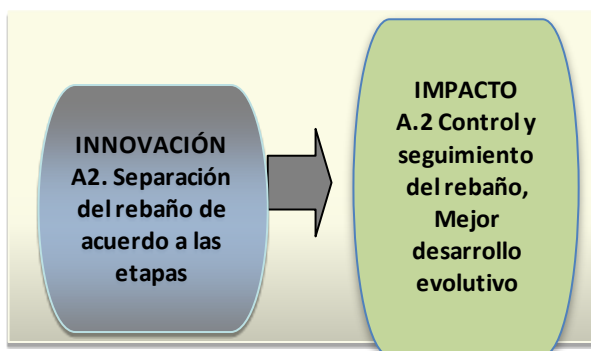 INNOVACIÓN
A2. Separación
del rebaño de
acuerdo a las
etapas
IMPACTO
A.2 Control y
seguimiento
del rebaño,
Mejor
desarrollo
evolutivo